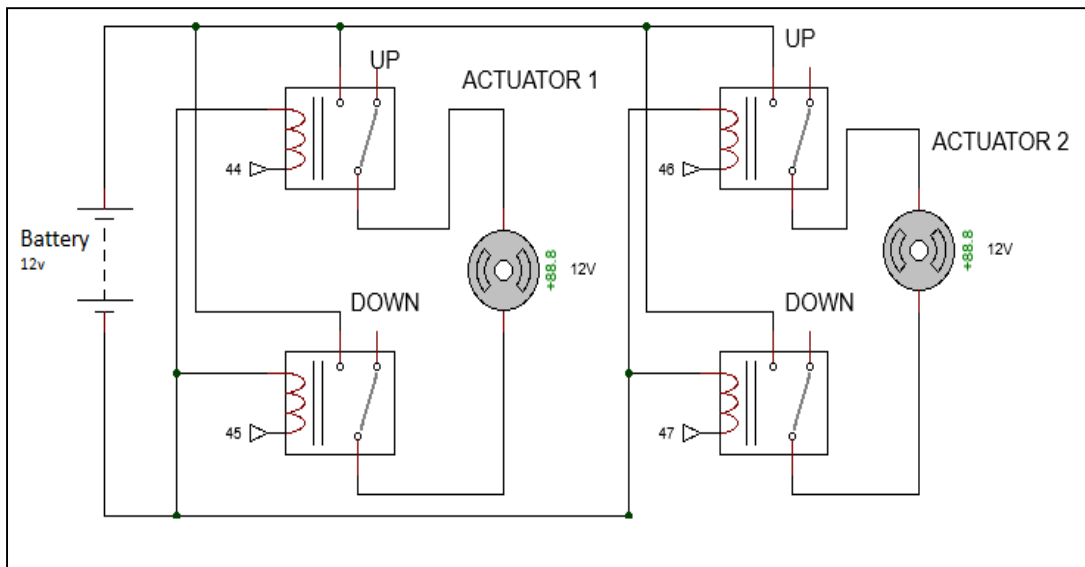 UP
ACTUATOR 1
44
Battery
12v
+88.8
12V
DOWN
45
UP
ACTUATOR 2
46
+88.8
12V
DOWN
47